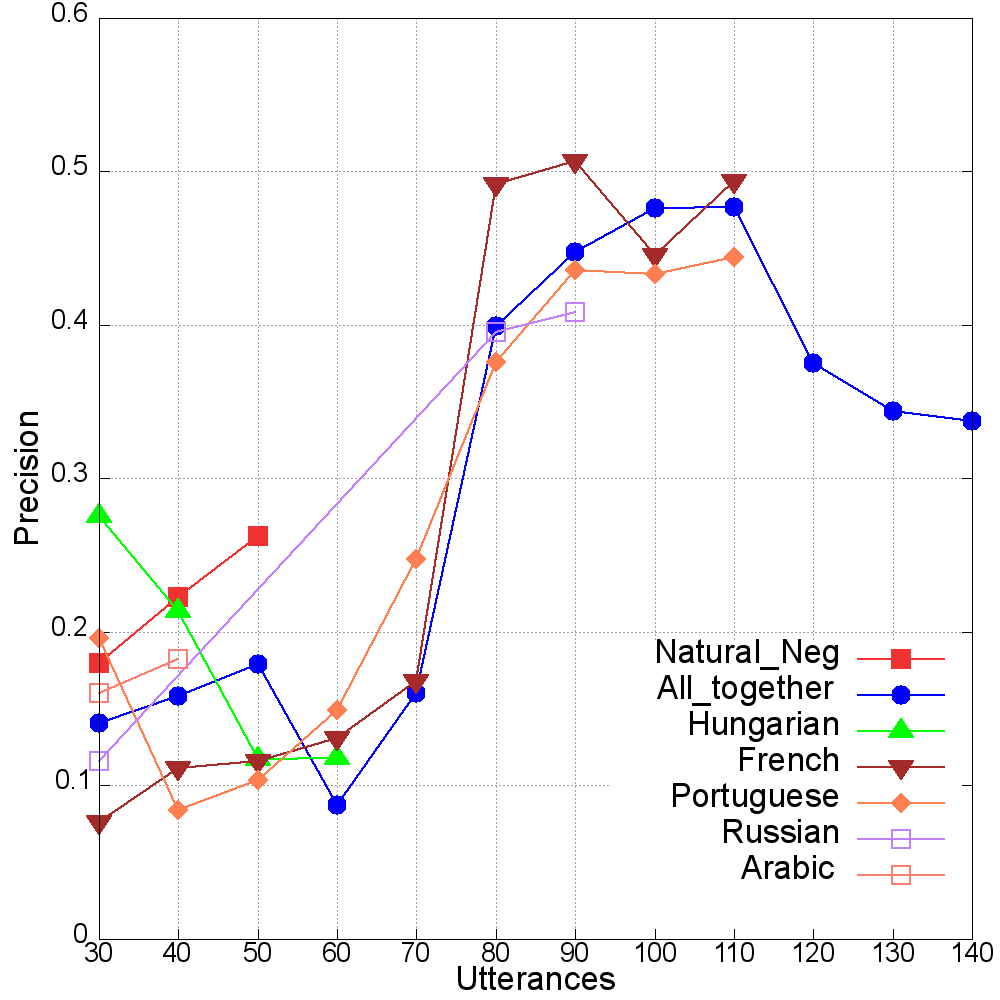 0.6
0.5
0.4
0.3
0.2
0.1
0
Precision
30 40 50 60 70 80 90 100 110 120 130 140
Utterances
Natural_Neg
All_together
Hungarian
French
Portuguese
Russian
Arabic